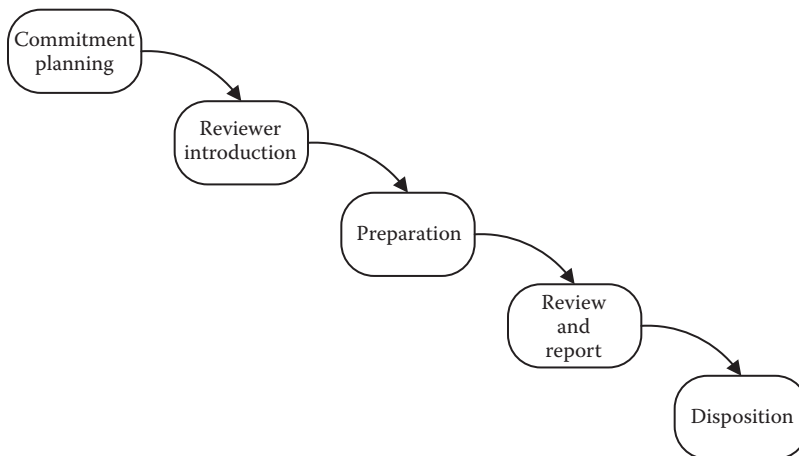 Commitment
planning
Reviewer
introduction
Preparation
Review
and
report
Disposition